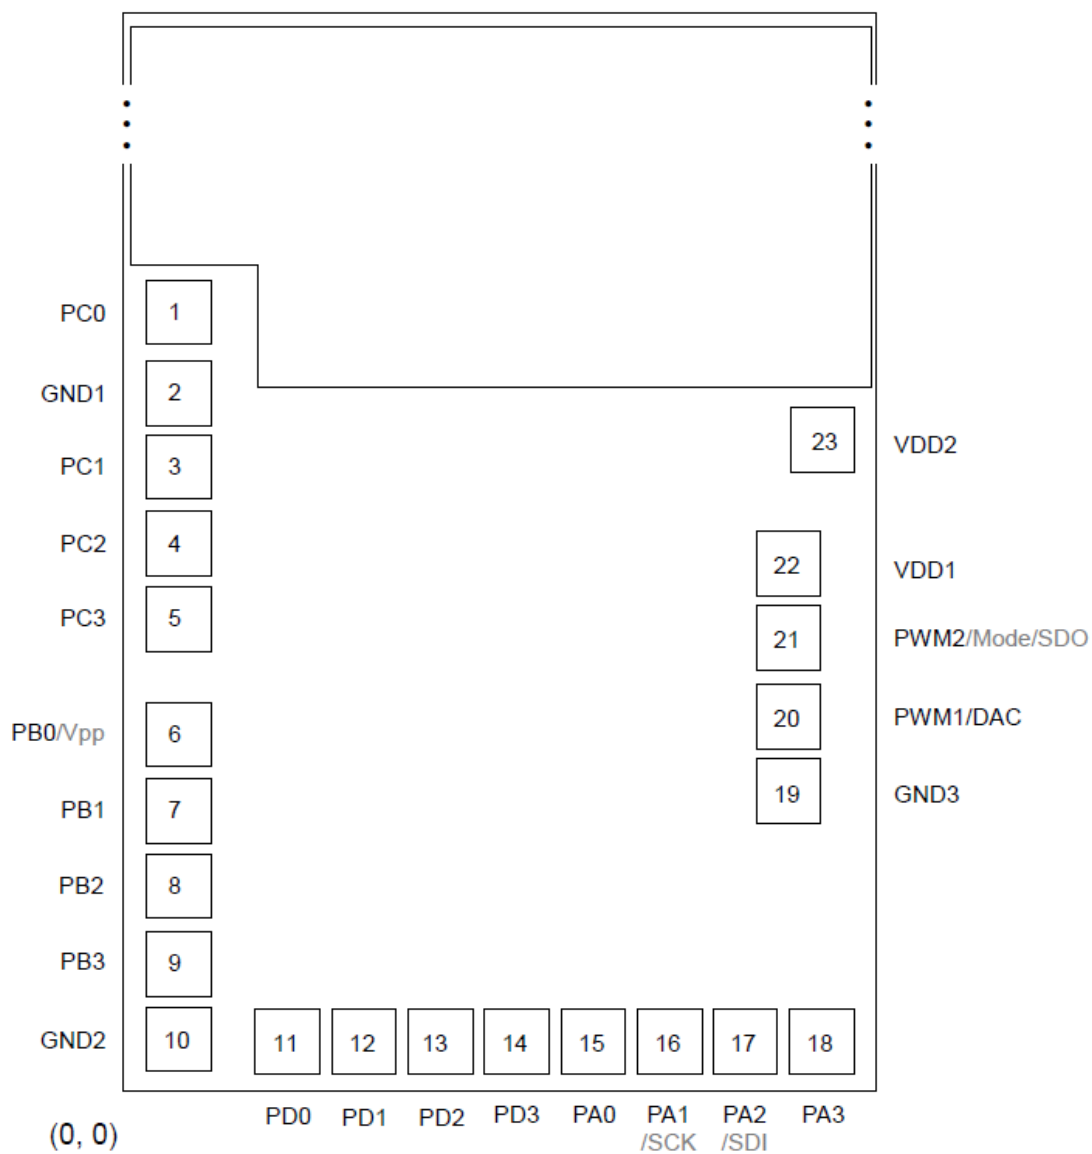 PC0 1
GND1 2
23 VDD2
PC1 3
PC2 4
22 VDD1
PC3 5
21 PWM2/Mode/SDO
PB0/Vpp 6
20 PWM1/DAC
PB1 7
19 GND3
PB2 8
PB3 9
GND2 10 11 12 13 14 15 16 17 18
PD0 PD1 PD2 PD3 PA0 PA1 PA2 PA3
(0, 0) /SCK /SDI